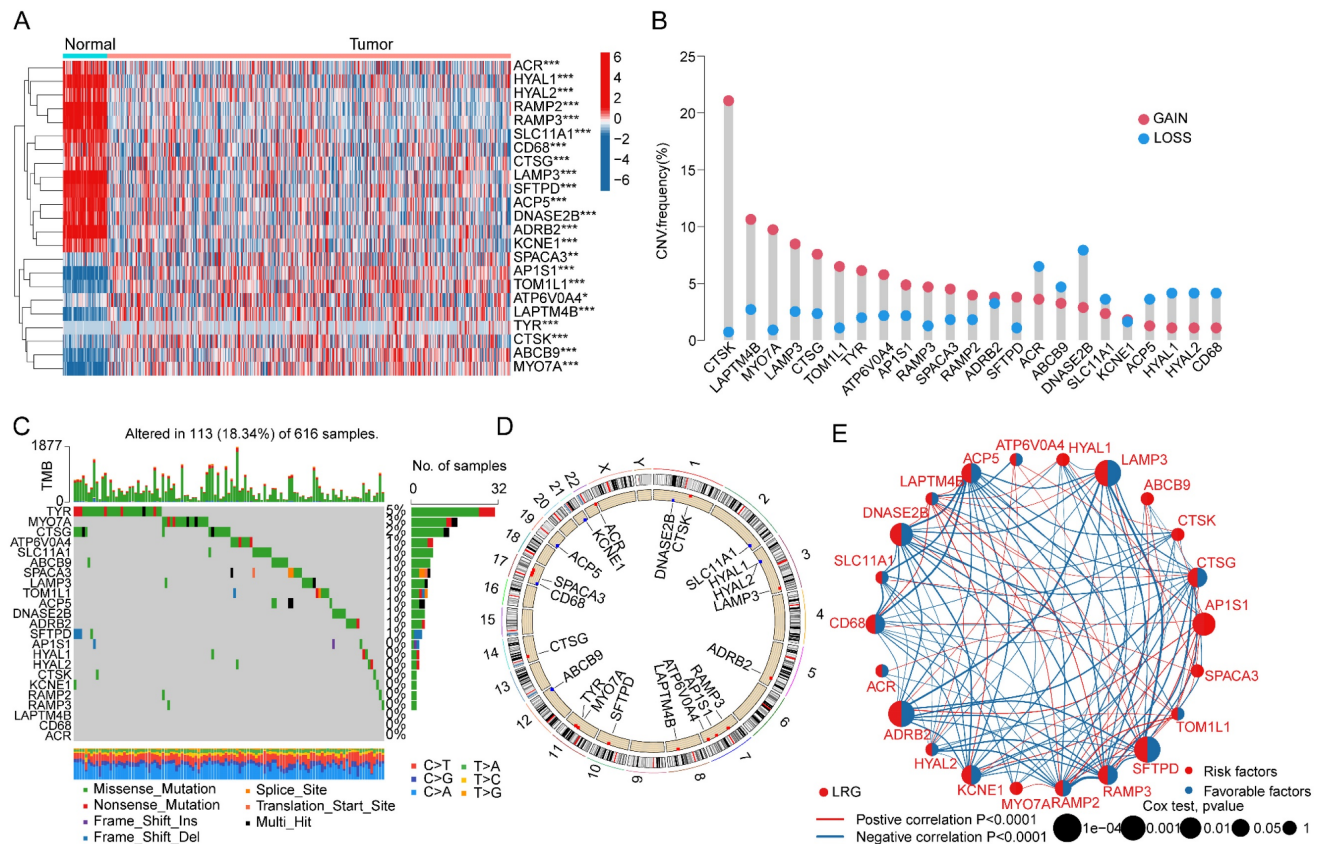 A
Normal
Tumor
ACR***
HYAL1***
HYAL2***
RAMP2***
RAMP3***
SLC11A1***
CD68***
CTSG***
LAMP3***
SFTPD***
ACP5***
DNASE2B***
ADRB2***
KCNE1***
SPACA3**
AP1S1***
TOM1L1***
ATP6V0A4*
LAPTM4B***
TYR***
CTSK***
ABCB9***
MYO7A***
6
4
2
0
−2
−4
−6
B
CNV.frequency(%)
25
20
15
10
5
0
GAIN
LOSS
CTSK
LAPTM4B
MYO7A
LAMP3
CTSG
TOM1L1
TYR
ATP6V0A4
AP1S1
RAMP3
SPACA3
RAMP2
ADRB2
SFTPD
ACR
ABCB9
DNASE2B
SLC11A1
KCNE1
ACP5
HYAL1
HYAL2
CD68
C
Altered in 113 (18.34%) of 616 samples.
1877
TMB
0
No. of samples
0
32
TYR 5%
MYO7A 3%
CTSG 2%
ATP6V0A4 1%
SLC11A1 1%
ABCB9 1%
SPACA3 1%
LAMP3 1%
TOM1L1 1%
ACP5 1%
DNASE2B 1%
ADRB2 1%
SFTPD 1%
AP1S1 0%
HYAL1 0%
HYAL2 0%
CTSK 0%
KCNE1 0%
RAMP2 0%
RAMP3 0%
LAPTM4B 0%
CD68 0%
ACR 0%
C>T
T>A
C>G
T>C
C>A
T>G
Missense_Mutation
Nonsense_Mutation
Frame_Shift_Ins
Frame_Shift_Del
Splice_Site
Translation_Start_Site
Multi_Hit
D
1
2
3
4
5
6
7
8
9
10
11
12
13
14
15
16
17
18
19
20
21
22
X
Y
DNASE2B
CTSK
SLC11A1
HYAL1
HYAL2
LAMP3
ADRB2
RAMP3
AP1S1
ATP6V0A4
LAPTM4B
SFTPD
MYO7A
TYR
ABCB9
CTSG
CD68
SPACA3
ACP5
KCNE1
ACR
E
ATP6V0A4
HYAL1
LAMP3
ABCB9
CTSK
CTSG
AP1S1
SPACA3
TOM1L1
SFTPD
RAMP3
RAMP2
MYO7A
KCNE1
HYAL2
ADRB2
ACR
CD68
SLC11A1
DNASE2B
LAPTM4B
ACP5
LRG
Risk factors
Favorable factors
Postive correlation P<0.0001
Negative correlation P<0.0001
Cox test, pvalue
1e−04
0.001
0.01
0.05
1